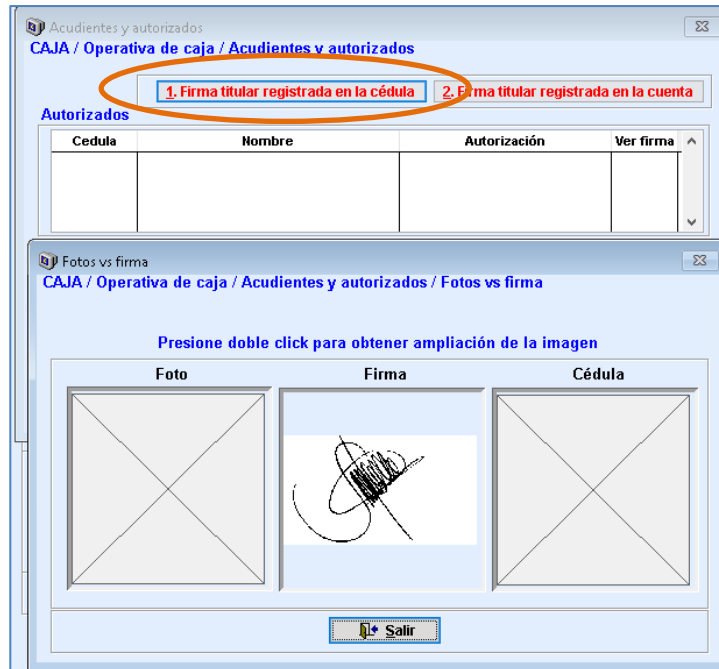 Acudientes y autorizados
CAJA / Operativa de caja / Acudientes y autorizados
1. Firma titular registrada en la cédula 2. Firma titular registrada en la cuenta
Autorizados
Cedula Nombre Autorización Ver firma
Fotos vs firma
CAJA / Operativa de caja / Acudientes y autorizados / Fotos vs firma
Presione doble click para obtener ampliación de la imagen
Foto Firma Cédula
Salir